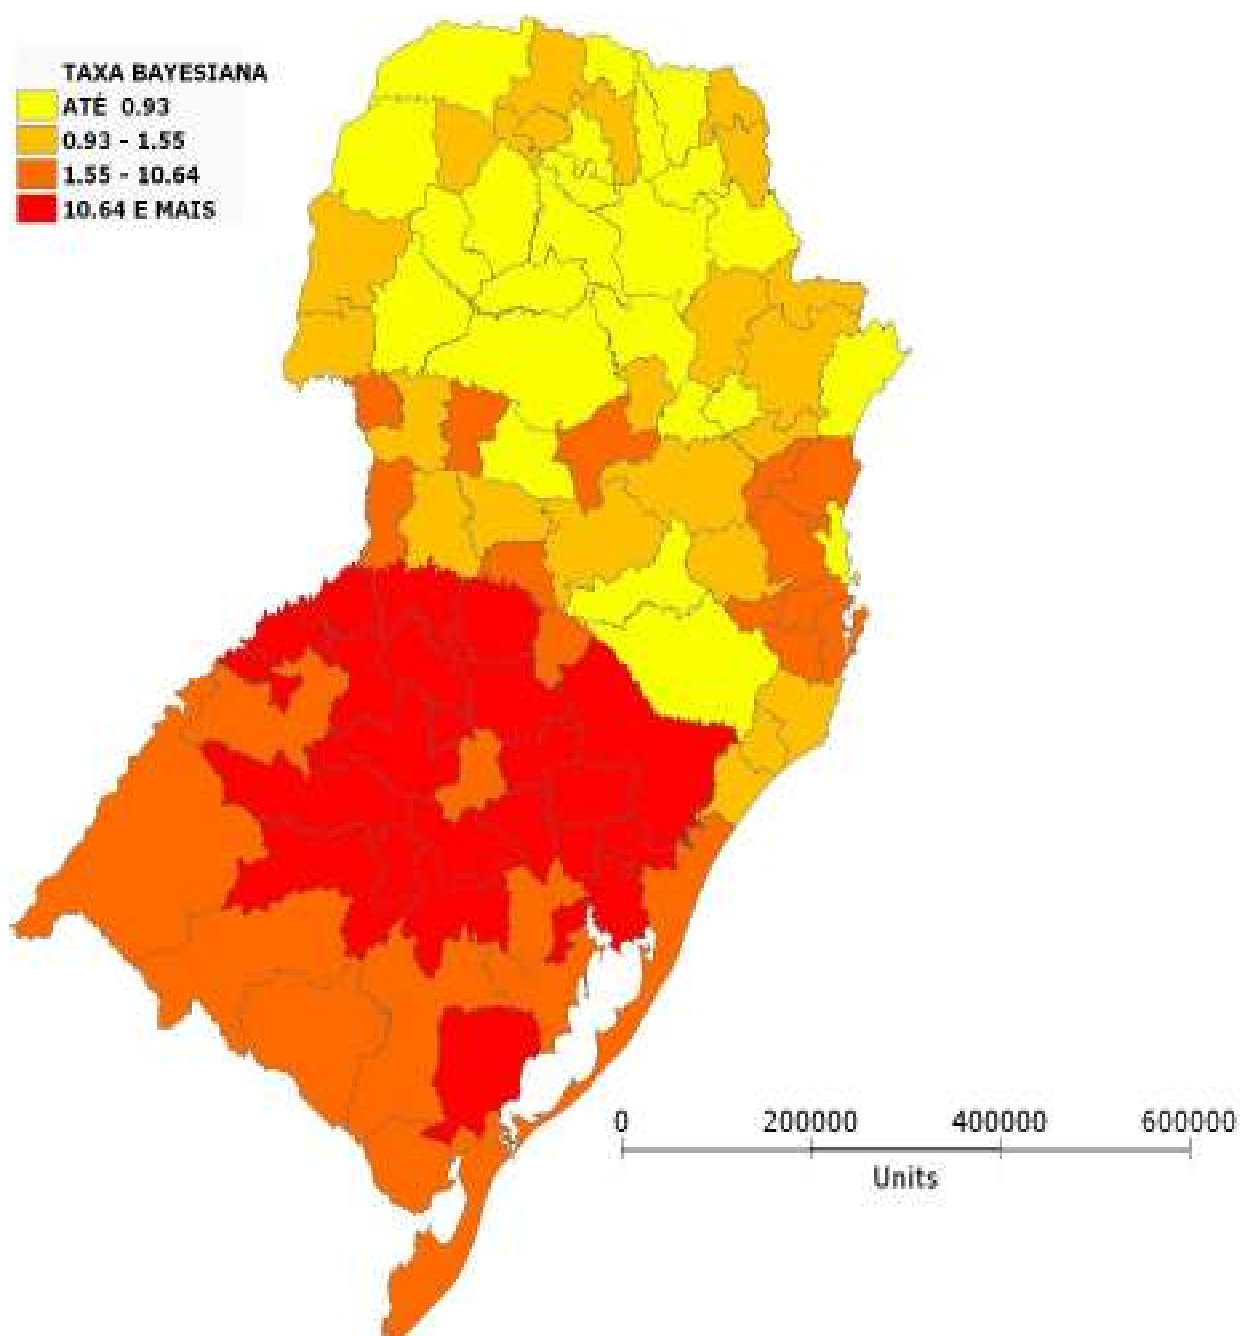 TAXA BAYESIANA
ATÉ 0.93
0.93 - 1.55
1.55 - 10.64
10.64 E MAIS
0 200000 400000 600000
Units